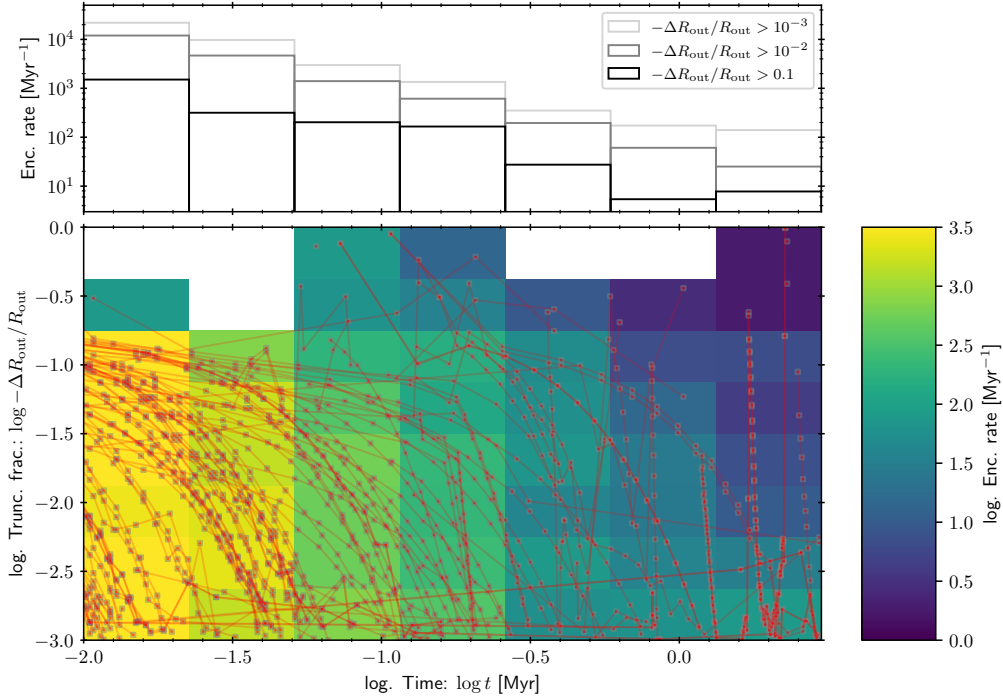 10⁴
10³
10²
10¹
Enc. rate [Myr⁻¹]
−ΔR_out/R_out > 10⁻³
−ΔR_out/R_out > 10⁻²
−ΔR_out/R_out > 0.1
0.0
−0.5
−1.0
−1.5
−2.0
−2.5
−3.0
log. Trunc. frac.: log −ΔR_out/R_out
−2.0 −1.5 −1.0 −0.5 0.0
log. Time: log t [Myr]
3.5
3.0
2.5
2.0
1.5
1.0
0.5
0.0
log. Enc. rate [Myr⁻¹]